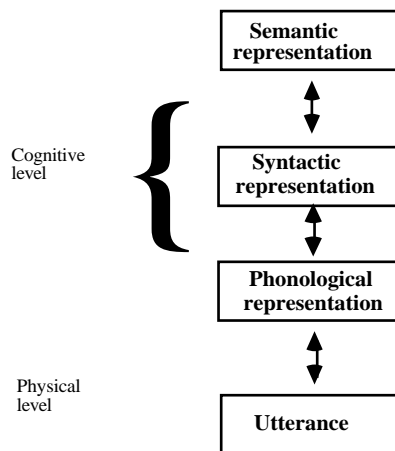 Semantic
representation
Cognitive
level
Syntactic
representation
Phonological
representation
Physical
level
Utterance